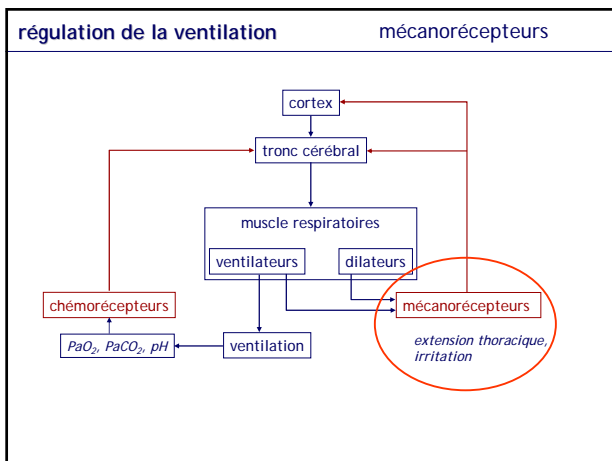 régulation de la ventilation mécanorécepteurs
cortex
tronc cérébral
muscle respiratoires
ventilateurs dilateurs
chémorécepteurs mécanorécepteurs
PaO2, PaCO2, pH ventilation
extension thoracique,
irritation